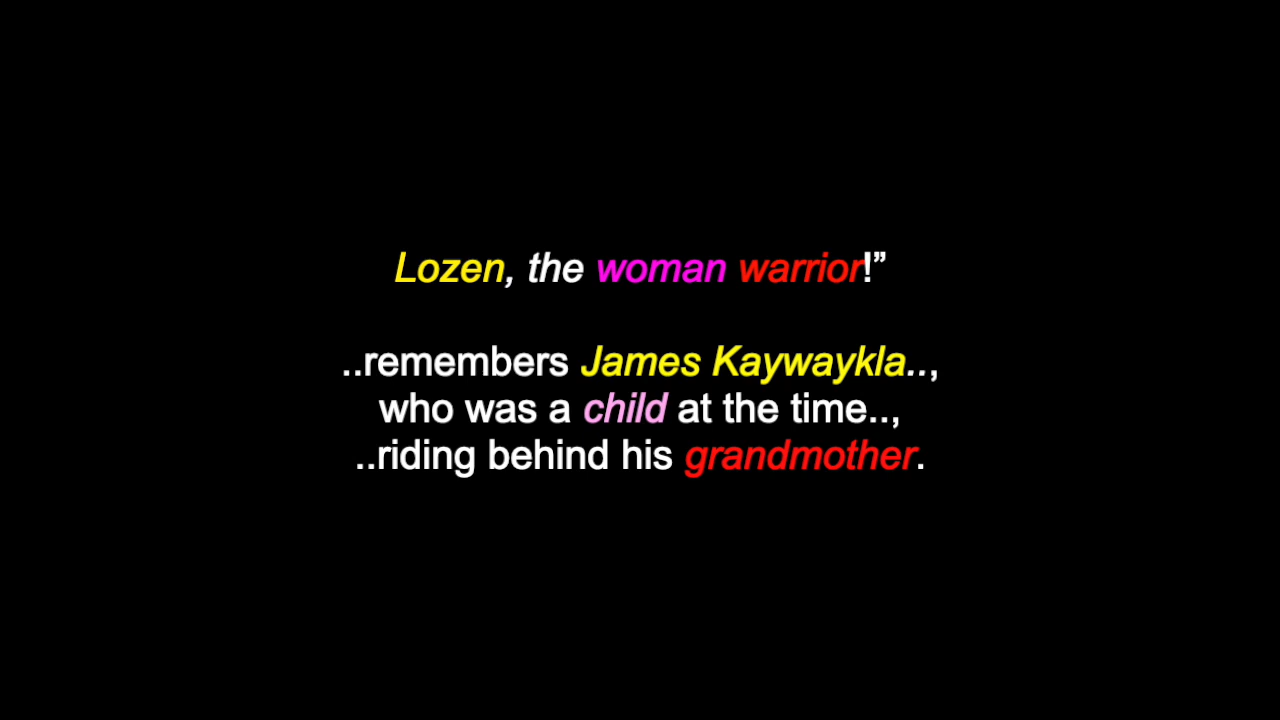 Lozen, the woman warrior!”
..remembers James Kaywaykla..,
who was a child at the time..,
..riding behind his grandmother.